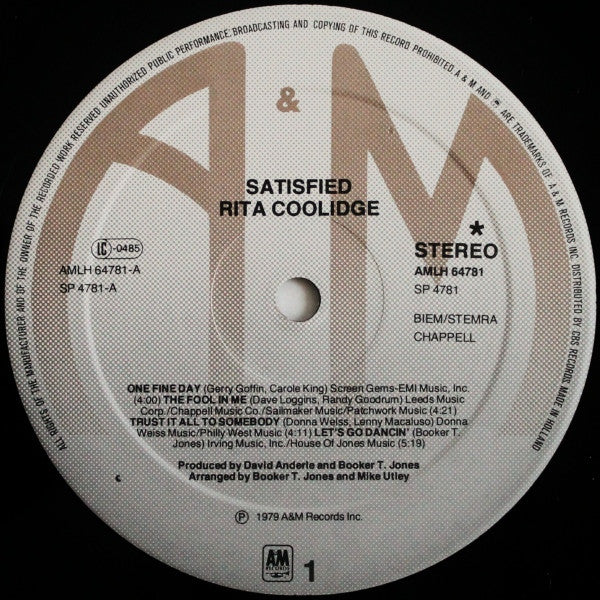 ALL RIGHTS OF THE MANUFACTURER AND OF THE OWNER OF THE RECORDED WORK RESERVED UNAUTHORIZED PUBLIC PERFORMANCE, BROADCASTING AND COPYING OF THIS RECORD PROHIBITED A & M AND ARE TRADEMARKS OF A & M RECORDS INC. DISTRIBUTED BY CBS RECORDS MADE IN HOLLAND
A & M
SATISFIED
RITA COOLIDGE
LC -0485
AMLH 64781-A
SP 4781-A
*
STEREO
AMLH 64781
SP 4781
BIEM/STEMRA
CHAPPELL
ONE FINE DAY (Gerry Goffin, Carole King) Screen Gems-EMI Music, Inc.
(4:00) THE FOOL IN ME (Dave Loggins, Randy Goodrum) Leeds Music
Corp./Chappell Music Co./Sailmaker Music/Patchwork Music (4:21)
TRUST IT ALL TO SOMEBODY (Donna Weiss, Lenny Macaluso) Donna
Weiss Music/Philly West Music (4:11) LET'S GO DANCIN' (Booker T.
Jones) Irving Music, Inc./House Of Jones Music (5:19)
Produced by David Anderle and Booker T. Jones
Arranged by Booker T. Jones and Mike Utley
℗ 1979 A&M Records Inc.
A&M
RECORDS
1